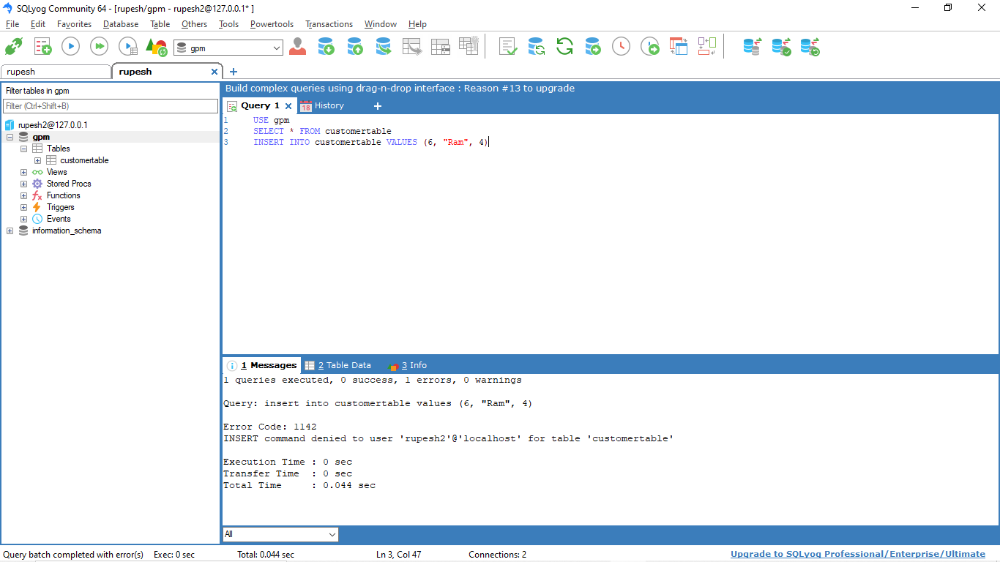 SQLyog Community 64 - [rupesh/gpm - rupesh2@127.0.0.1* ]
File Edit Favorites Database Table Others Tools Powertools Transactions Window Help
gpm
rupesh
rupesh
Filter tables in gpm
Filter (Ctrl+Shift+B)
rupesh2@127.0.0.1
gpm
Tables
customertable
Views
Stored Procs
Functions
Triggers
Events
information_schema
Build complex queries using drag-n-drop interface : Reason #13 to upgrade
Query 1 18 History
1 USE gpm
2 SELECT * FROM customertable
3 INSERT INTO customertable VALUES (6, "Ram", 4)
1 Messages 2 Table Data 3 Info
1 queries executed, 0 success, 1 errors, 0 warnings
Query: insert into customertable values (6, "Ram", 4)
Error Code: 1142
INSERT command denied to user 'rupesh2'@'localhost' for table 'customertable'
Execution Time : 0 sec
Transfer Time : 0 sec
Total Time : 0.044 sec
All
Query batch completed with error(s) Exec: 0 sec Total: 0.044 sec Ln 3, Col 47 Connections: 2 Upgrade to SQLyog Professional/Enterprise/Ultimate